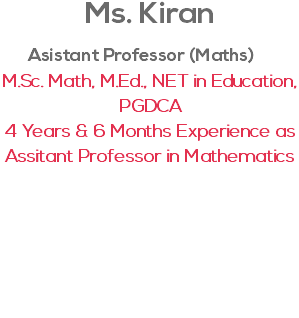 Ms. Kiran
Asistant Professor (Maths)
M.Sc. Math, M.Ed., NET in Education,
PGDCA
4 Years & 6 Months Experience as
Assitant Professor in Mathematics